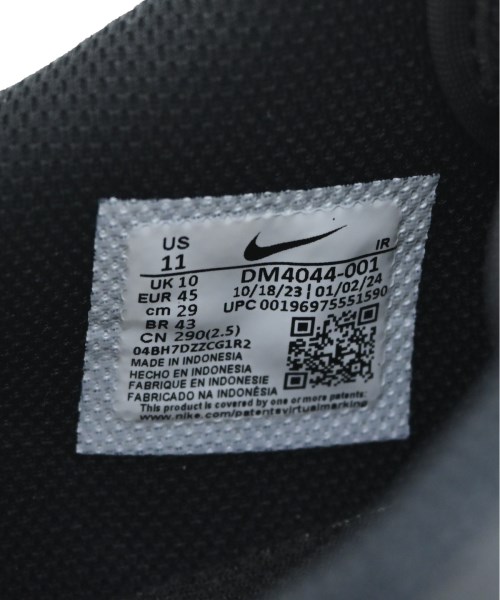 US
11
IR
UK 10
DM4044-001
EUR 45
10/18/23 | 01/02/24
cm 29
UPC 00196975551590
BR 43
CN 290(2.5)
04BH7DZZCG1R2
MADE IN INDONESIA
HECHO EN INDONESIA
FABRIQUE EN INDONESIE
FABRICADO NA INDONÉSIA
This product is covered by one or more patents. See
www.nike.com/patentsvirtualmarking